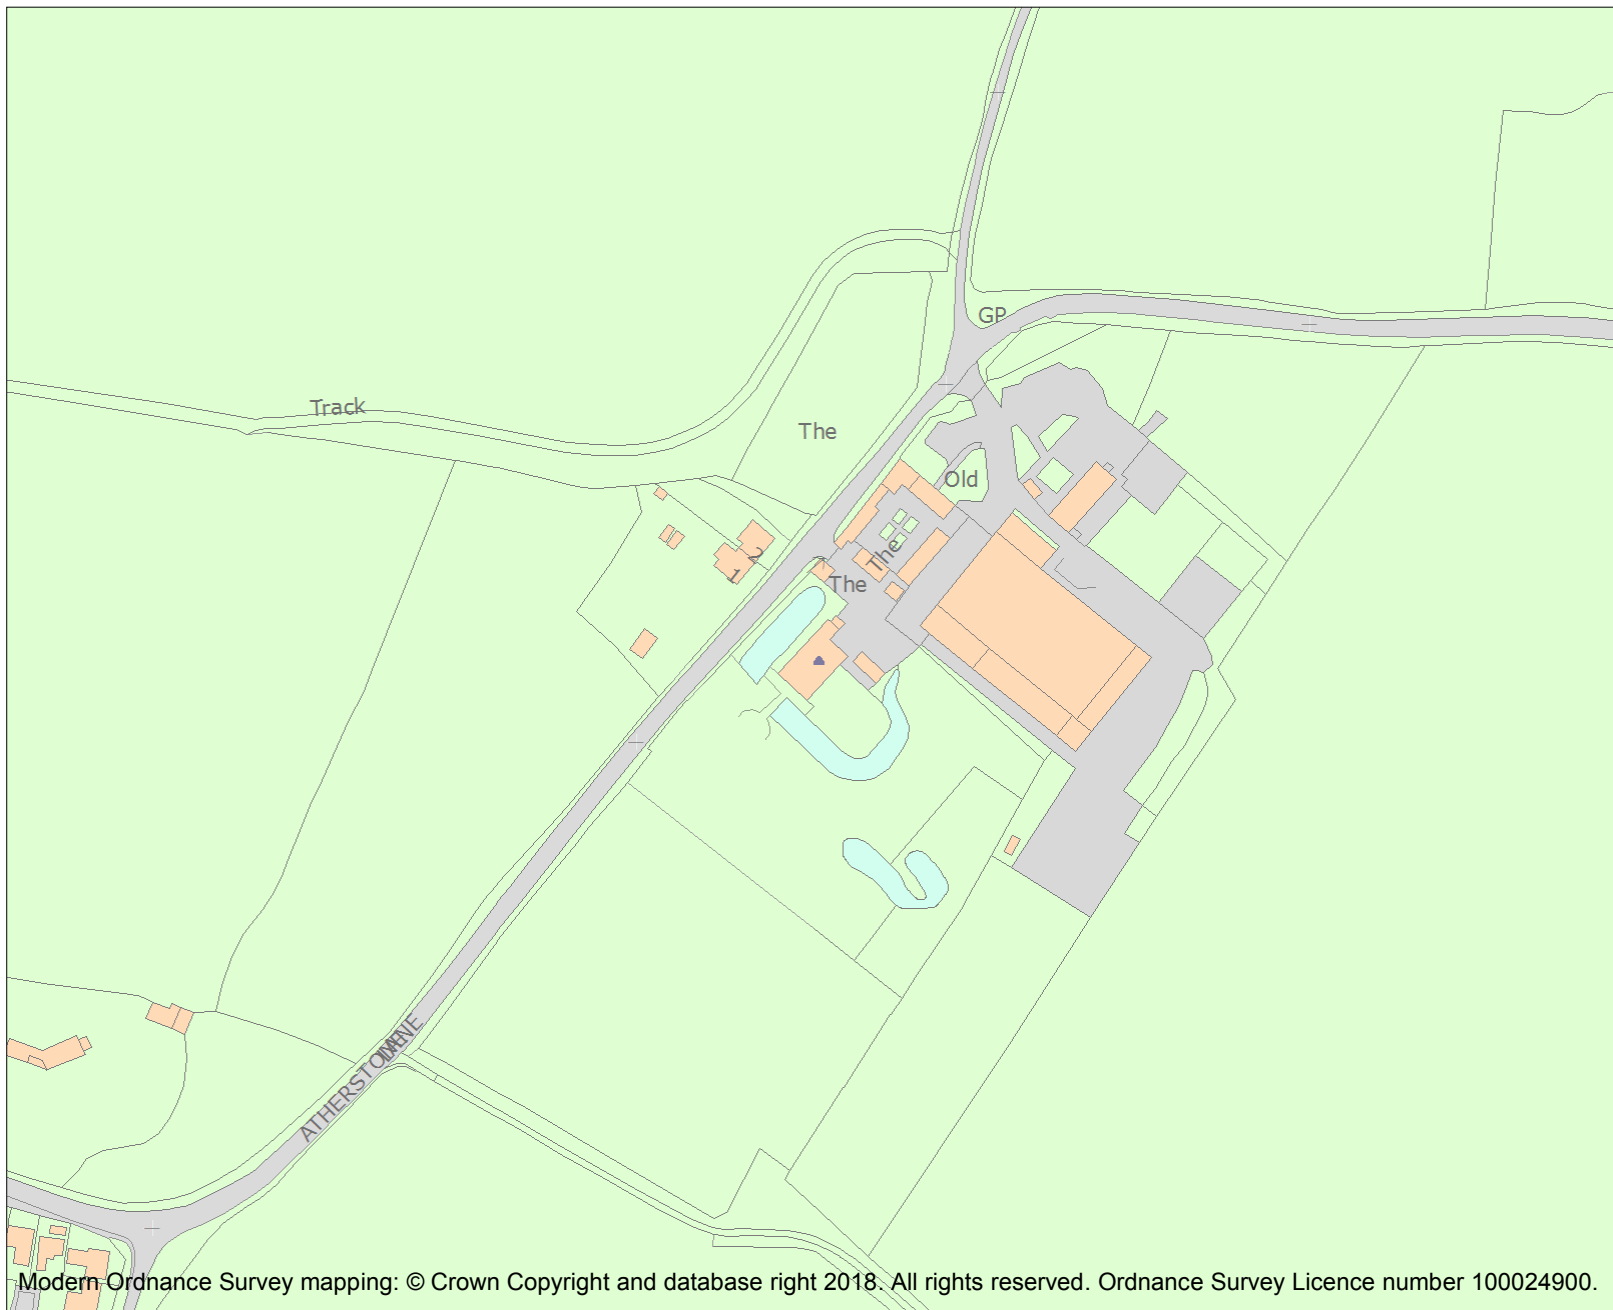 GP
Track
The
Old
The
2
1
The
ATHERSTONE
LANE
Modern Ordnance Survey mapping: © Crown Copyright and database right 2018. All rights reserved. Ordnance Survey Licence number 100024900.